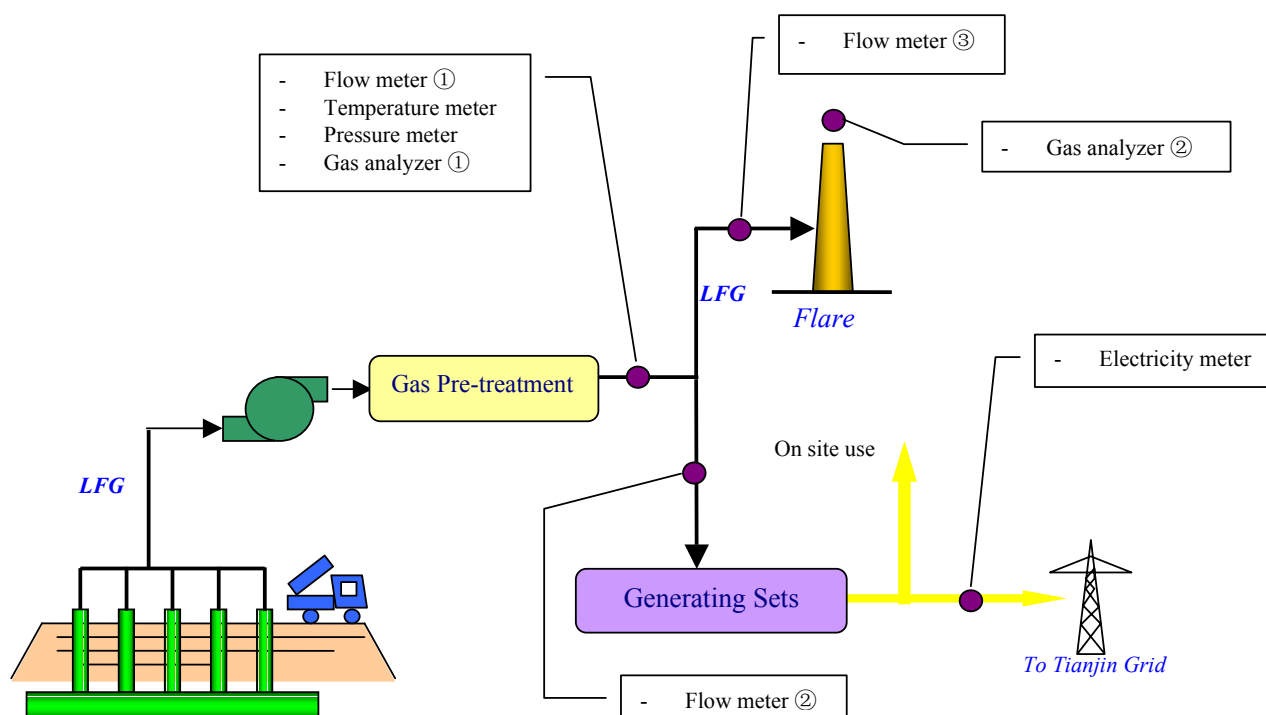 - Flow meter ③
- Flow meter ①
- Temperature meter
- Pressure meter
- Gas analyzer ①
- Gas analyzer ②
LFG
Flare
Gas Pre-treatment
- Electricity meter
On site use
LFG
Generating Sets
To Tianjin Grid
- Flow meter ②